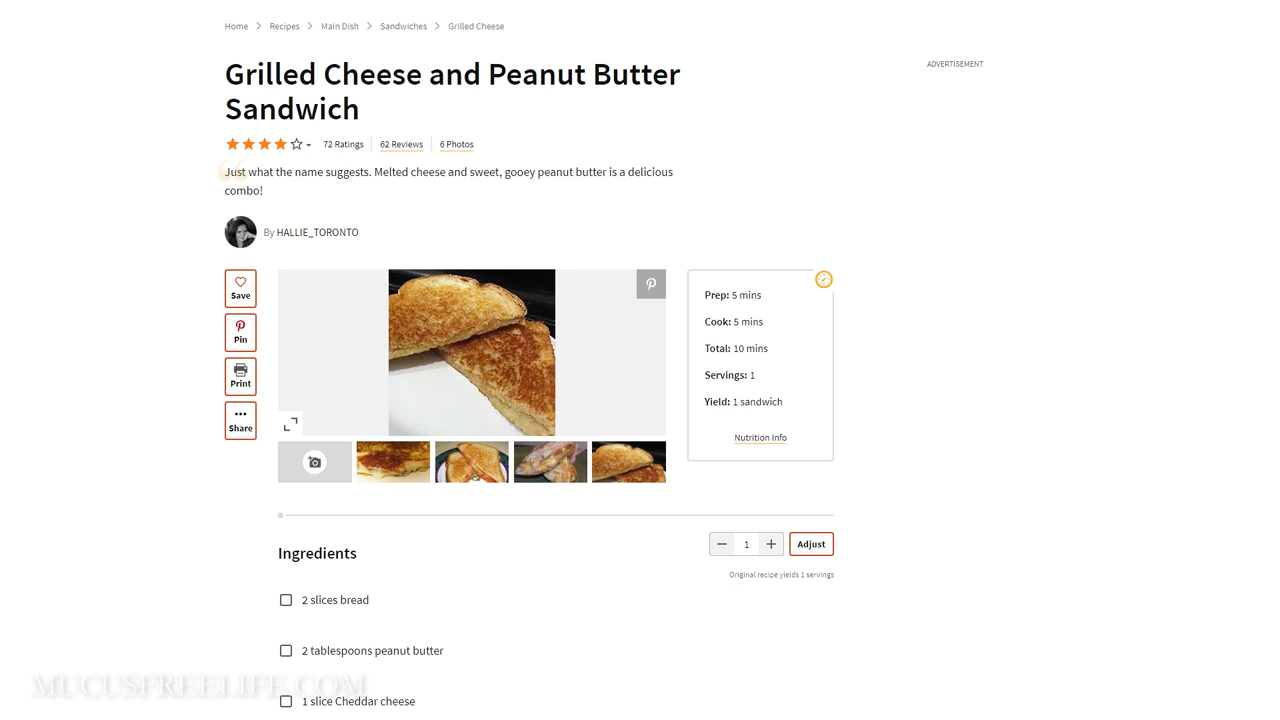 Home > Recipes > Main Dish > Sandwiches > Grilled Cheese
ADVERTISEMENT
Grilled Cheese and Peanut Butter
Sandwich
72 Ratings 62 Reviews 6 Photos
Just what the name suggests. Melted cheese and sweet, gooey peanut butter is a delicious
combo!
By HALLIE_TORONTO
Save
Pin
Print
Share
Prep: 5 mins
Cook: 5 mins
Total: 10 mins
Servings: 1
Yield: 1 sandwich
Nutrition Info
Ingredients
1
Adjust
Original recipe yields 1 servings
2 slices bread
2 tablespoons peanut butter
1 slice Cheddar cheese
MUCUSFREELIFE.COM